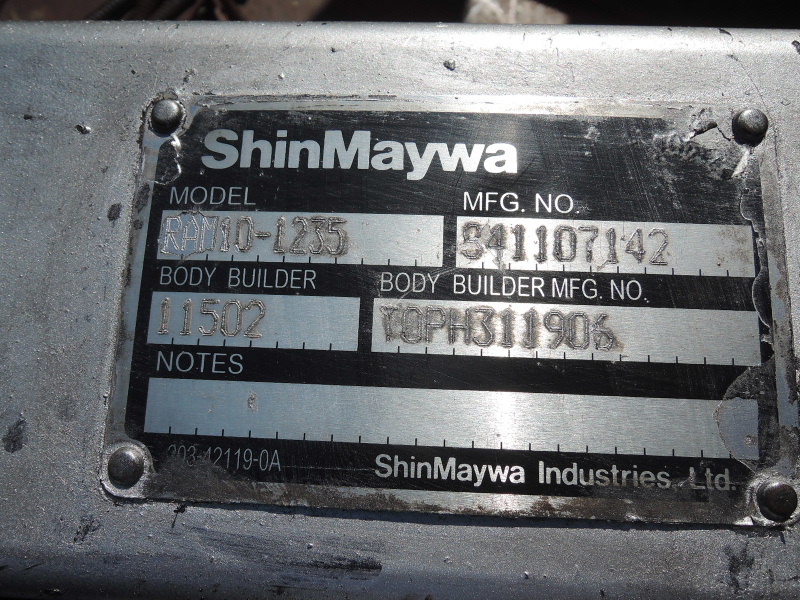 ShinMaywa
MODEL MFG. NO.
RAM10-1235 S41107142
BODY BUILDER BODY BUILDER MFG. NO.
11502 TOPH311906
NOTES
203-42119-0A ShinMaywa Industries, Ltd.